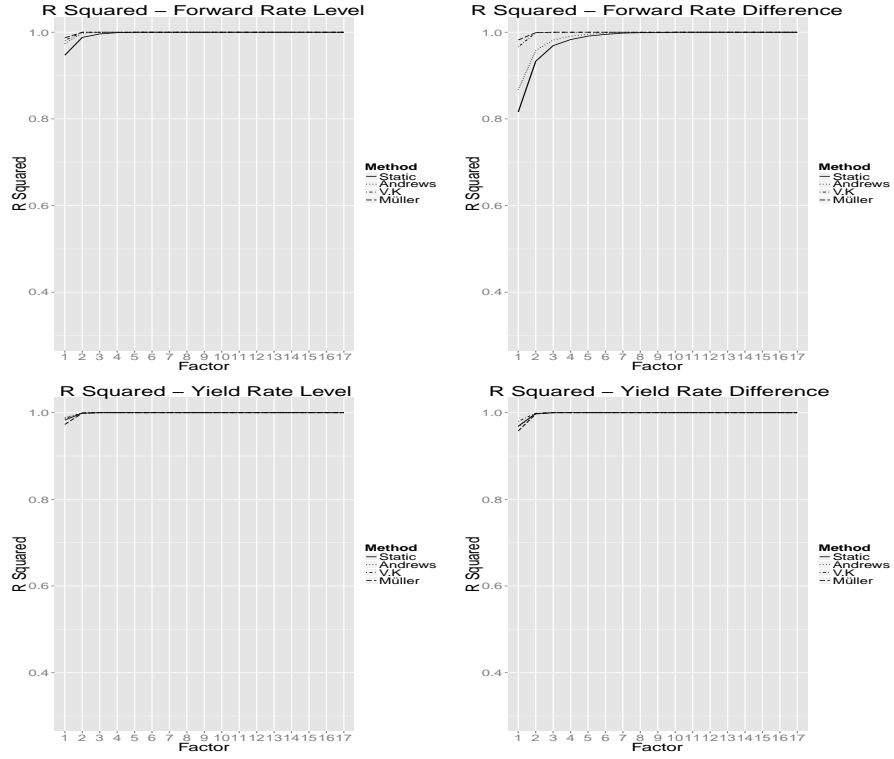 R Squared – Forward Rate Level
R Squared
1.0
0.8
0.6
0.4
1 2 3 4 5 6 7 8 9 10 11 12 13 14 15 16 17
Factor
Method
Static
Andrews
V.K
Müller
R Squared – Forward Rate Difference
R Squared
1.0
0.8
0.6
0.4
1 2 3 4 5 6 7 8 9 10 11 12 13 14 15 16 17
Factor
Method
Static
Andrews
V.K
Müller
R Squared – Yield Rate Level
R Squared
1.0
0.8
0.6
0.4
1 2 3 4 5 6 7 8 9 10 11 12 13 14 15 16 17
Factor
Method
Static
Andrews
V.K
Müller
R Squared – Yield Rate Difference
R Squared
1.0
0.8
0.6
0.4
1 2 3 4 5 6 7 8 9 10 11 12 13 14 15 16 17
Factor
Method
Static
Andrews
V.K
Müller